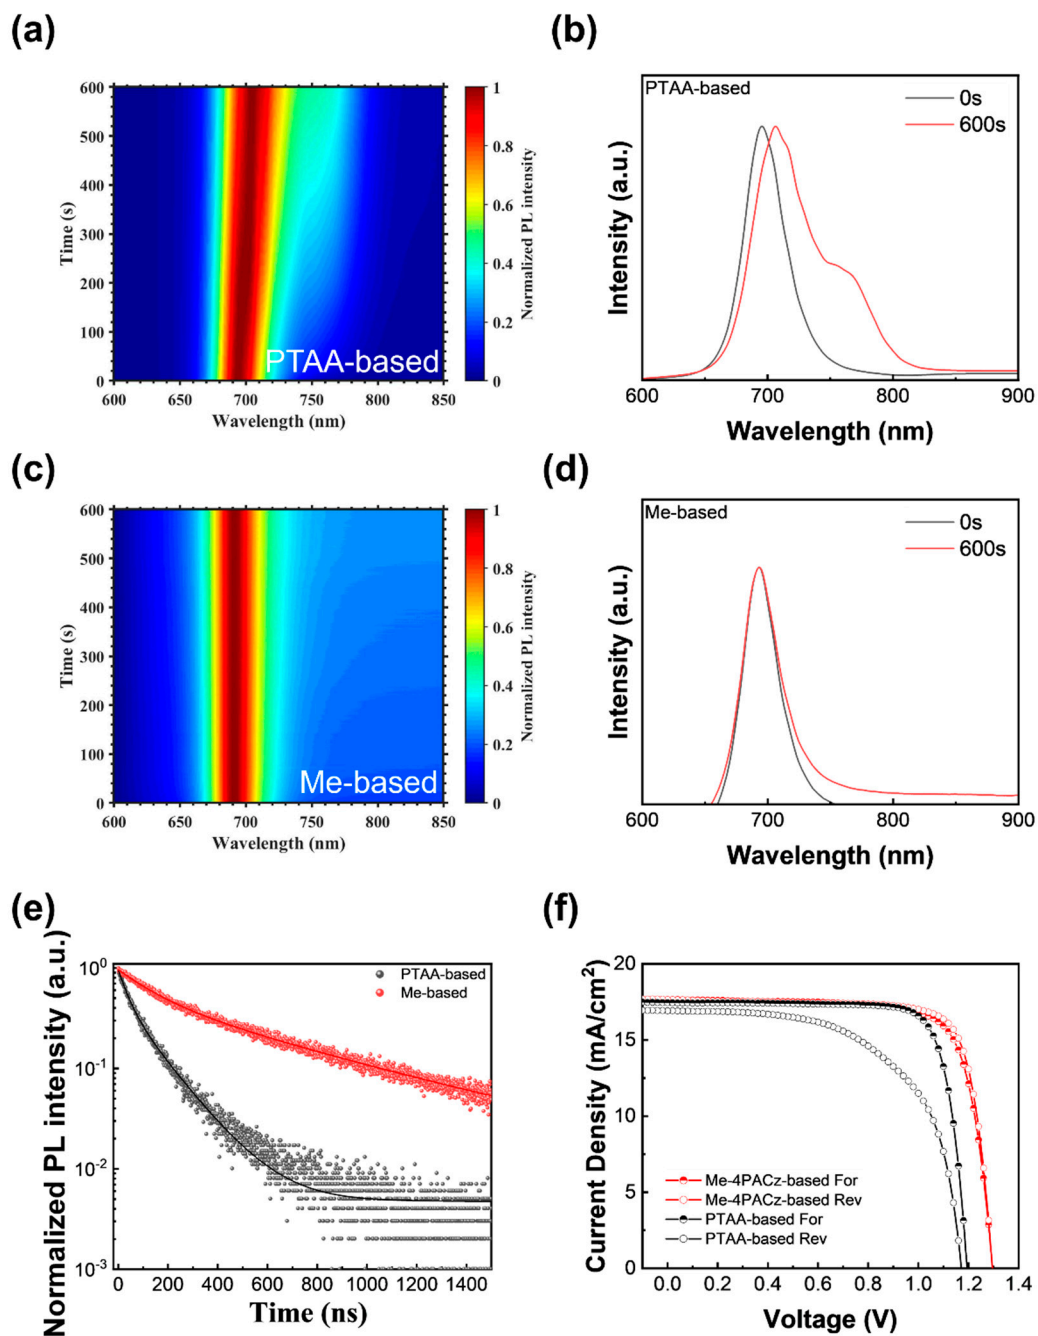 (a)
600
500
400
300
200
100
0
Time (s)
600 650 700 750 800 850
Wavelength (nm)
PTAA-based
1
0.8
0.6
0.4
0.2
0
Normalized PL intensity
(b)
PTAA-based
0s
600s
Intensity (a.u.)
600 700 800 900
Wavelength (nm)
(c)
600
500
400
300
200
100
0
Time (s)
600 650 700 750 800 850
Wavelength (nm)
Me-based
1
0.8
0.6
0.4
0.2
0
Normalized PL intensity
(d)
Me-based
0s
600s
Intensity (a.u.)
600 700 800 900
Wavelength (nm)
(e)
Normalized PL intensity (a.u.)
10⁰
10⁻¹
10⁻²
10⁻³
PTAA-based
Me-based
0 200 400 600 800 1000 1200 1400
Time (ns)
(f)
Current Density (mA/cm²)
20
15
10
5
0
Me-4PACz-based For
Me-4PACz-based Rev
PTAA-based For
PTAA-based Rev
0.0 0.2 0.4 0.6 0.8 1.0 1.2 1.4
Voltage (V)